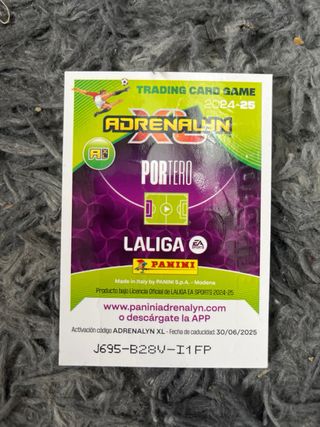 TRADING CARD GAME
2024-25
ADRENALYN
XL
PORTERO
LALIGA EA SPORTS
PANINI
Made in Italy by PANINI S.p.A. - Modena
Producto bajo Licencia Oficial de LALIGA EA SPORTS 2024-25
www.paniniadrenalyn.com
o descárgate la APP
Activación código ADRENALYN XL - Fecha de caducidad 30/06/2025
J695-B28V-I1FP